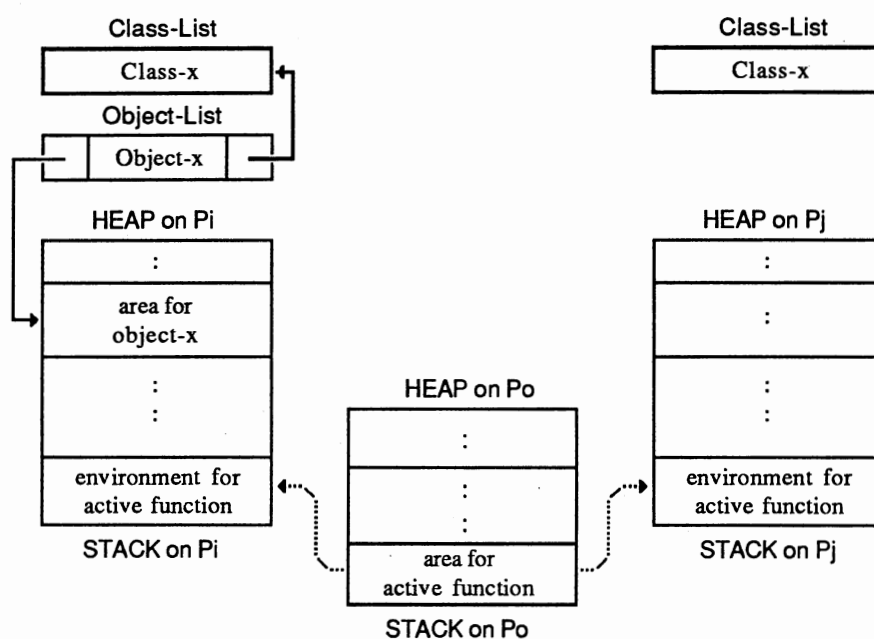 Class-List
Class-x
Object-List
Object-x
HEAP on Pi
:
area for
object-x
:
:
environment for
active function
STACK on Pi
HEAP on Po
:
:
:
area for
active function
STACK on Po
Class-List
Class-x
HEAP on Pj
:
:
:
:
environment for
active function
STACK on Pj